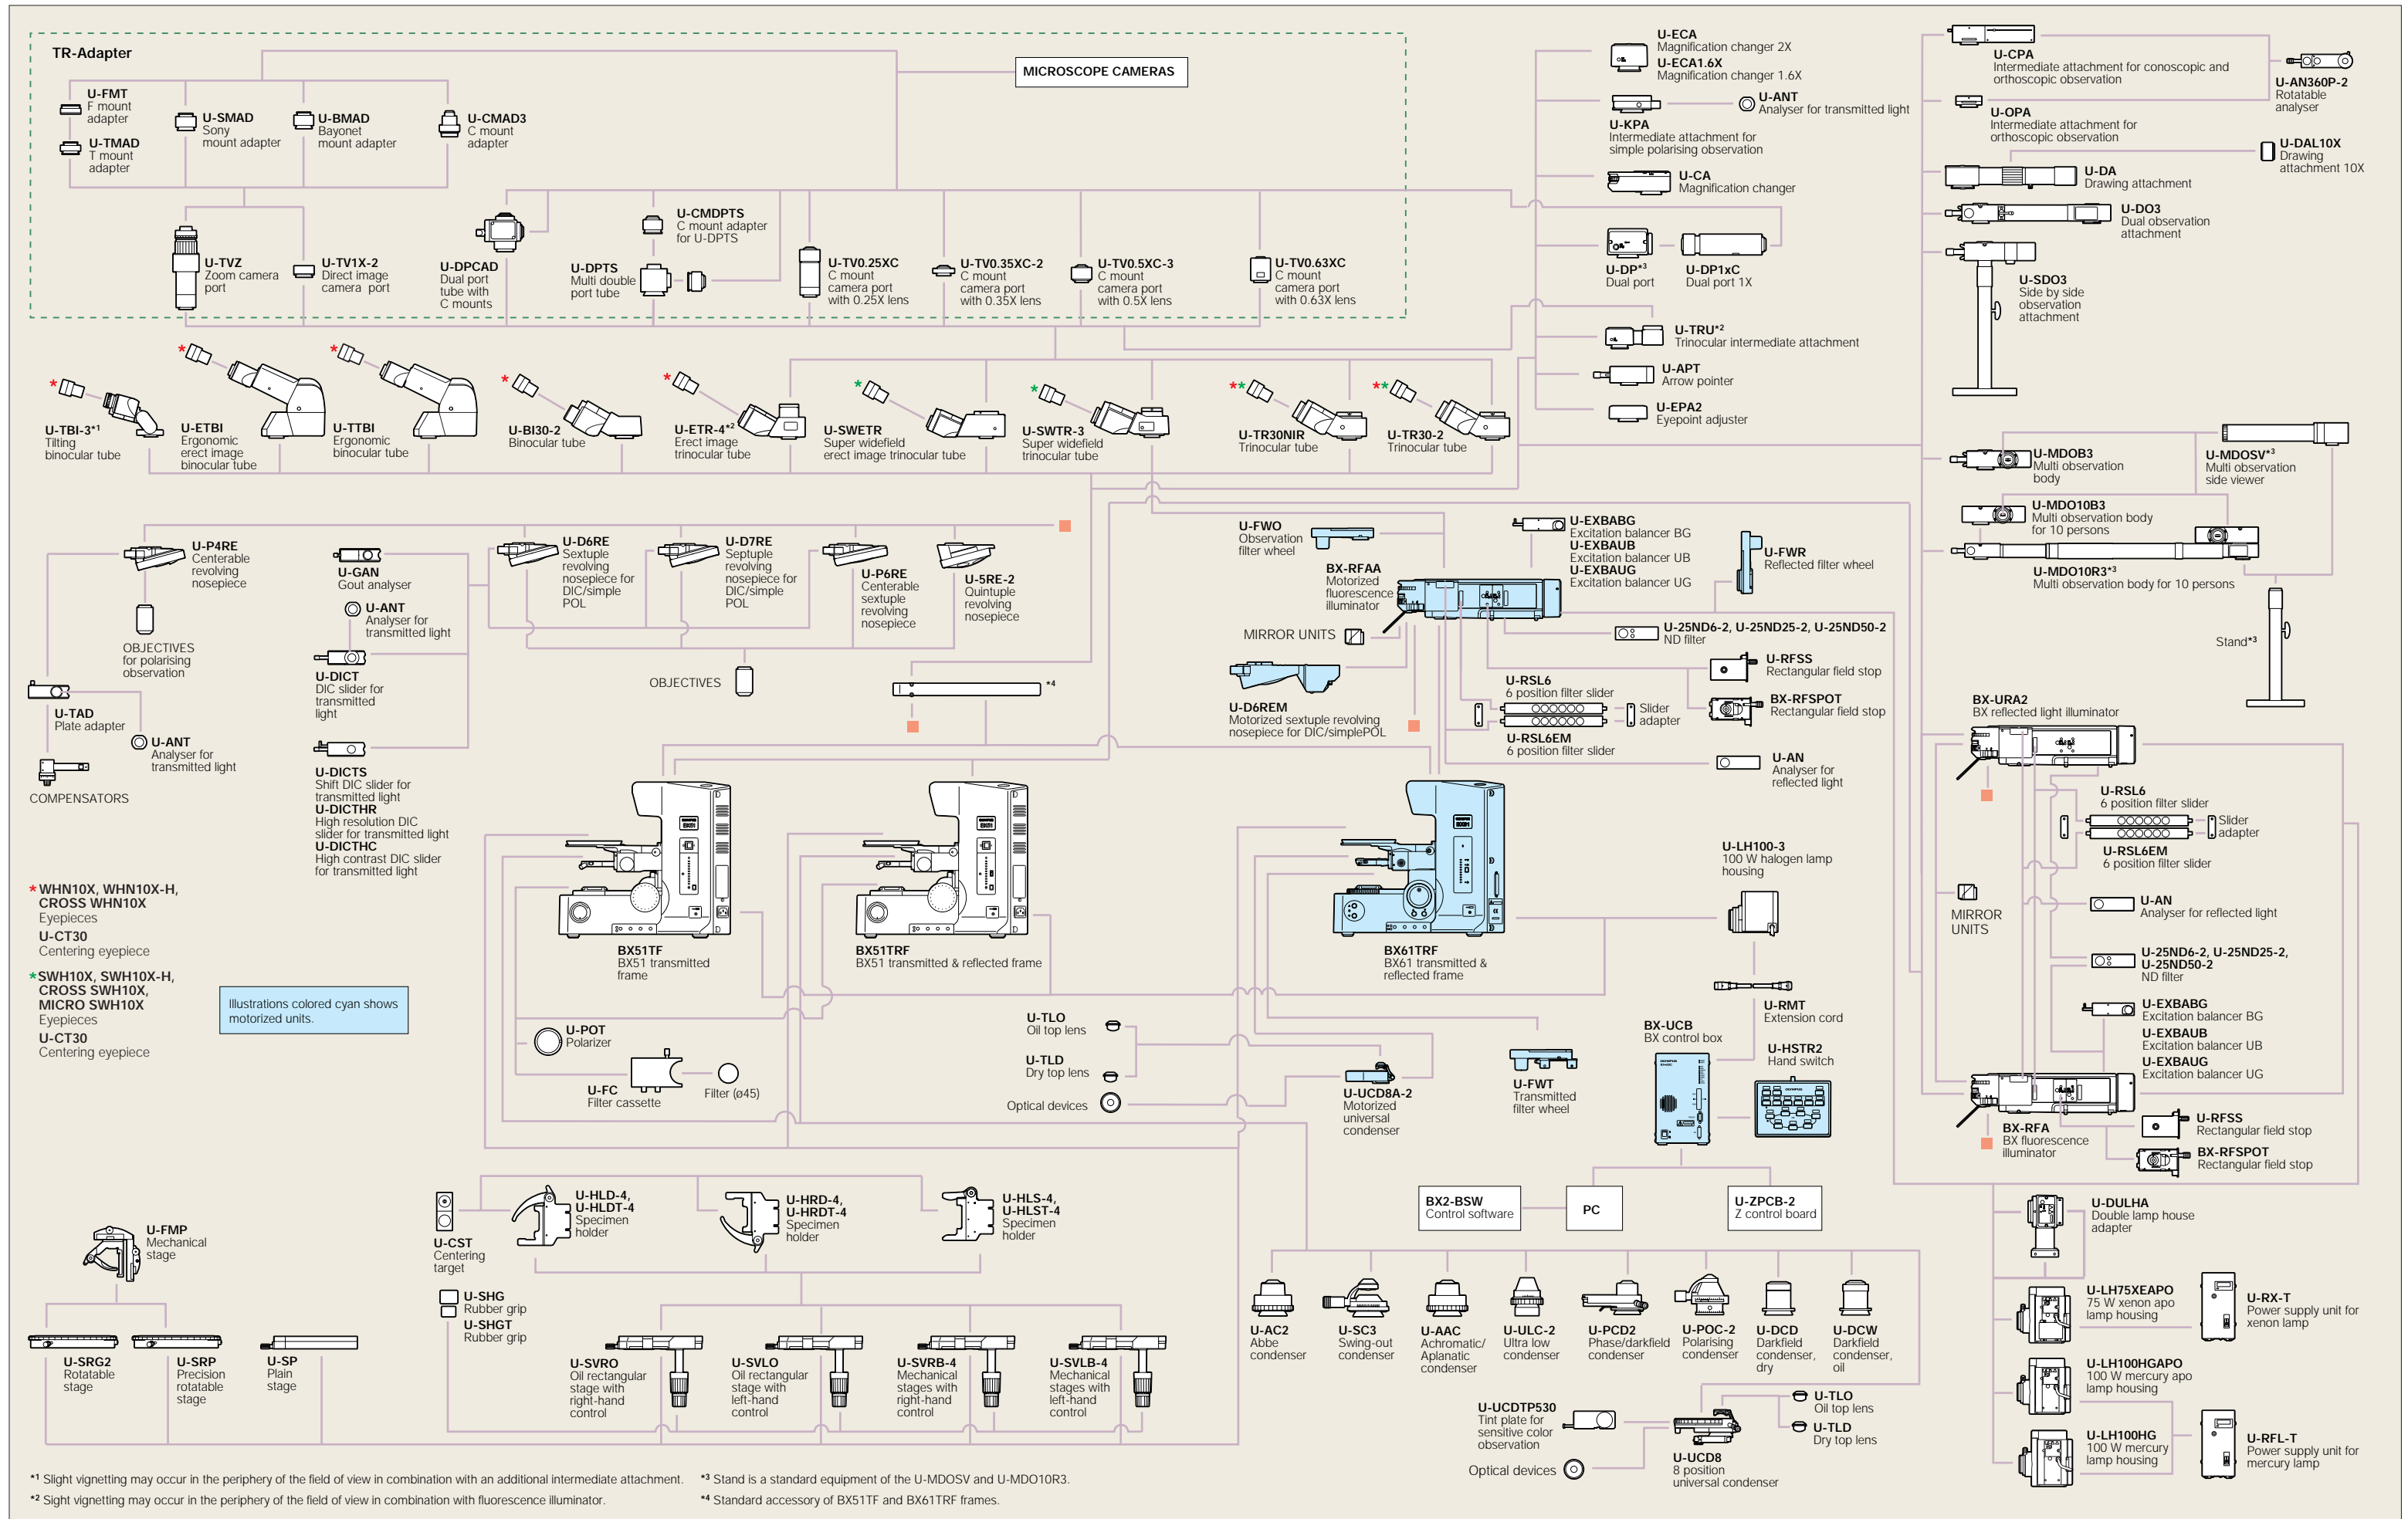 TR-Adapter
MICROSCOPE CAMERAS
U-FMT
F mount
adapter
U-TMAD
T mount
adapter
U-SMAD
Sony
mount adapter
U-BMAD
Bayonet
mount adapter
U-CMAD3
C mount
adapter
U-TVZ
Zoom camera
port
U-TV1X-2
Direct image
camera port
U-DPCAD
Dual port
tube with
C mounts
U-CMDPTS
C mount adapter
for U-DPTS
U-DPTS
Multi double
port tube
U-TV0.25XC
C mount
camera port
with 0.25X lens
U-TV0.35XC-2
C mount
camera port
with 0.35X lens
U-TV0.5XC-3
C mount
camera port
with 0.5X lens
U-TV0.63XC
C mount
camera port
with 0.63X lens
U-ECA
Magnification changer 2X
U-ECA1.6X
Magnification changer 1.6X
U-ANT
Analyser for transmitted light
U-KPA
Intermediate attachment for
simple polarising observation
U-CA
Magnification changer
U-DP*3
Dual port
U-DP1xC
Dual port 1X
U-TRU*2
Trinocular intermediate attachment
U-APT
Arrow pointer
U-EPA2
Eyepoint adjuster
U-CPA
Intermediate attachment for conoscopic and
orthoscopic observation
U-AN360P-2
Rotatable
analyser
U-OPA
Intermediate attachment for
orthoscopic observation
U-DAL10X
Drawing
attachment 10X
U-DA
Drawing attachment
U-DO3
Dual observation
attachment
U-SDO3
Side by side
observation
attachment
*
*
*
*
*
*
*
**
**
U-TBI-3*1
Tilting
binocular tube
U-ETBI
Ergonomic
erect image
binocular tube
U-TTBI
Ergonomic
binocular tube
U-BI30-2
Binocular tube
U-ETR-4*2
Erect image
trinocular tube
U-SWETR
Super widefield
erect image trinocular tube
U-SWTR-3
Super widefield
trinocular tube
U-TR30NIR
Trinocular tube
U-TR30-2
Trinocular tube
U-MDOB3
Multi observation
body
U-MDOSV*3
Multi observation
side viewer
U-MDO10B3
Multi observation body
for 10 persons
U-MDO10R3*3
Multi observation body for 10 persons
Stand*3
U-P4RE
Centerable
revolving
nosepiece
OBJECTIVES
for polarising
observation
U-TAD
Plate adapter
U-ANT
Analyser for
transmitted light
COMPENSATORS
U-GAN
Gout analyser
U-ANT
Analyser for
transmitted light
U-DICT
DIC slider for
transmitted
light
U-DICTS
Shift DIC slider for
transmitted light
U-DICTHR
High resolution DIC
slider for transmitted light
U-DICTHC
High contrast DIC slider
for transmitted light
U-D6RE
Sextuple
revolving
nosepiece for
DIC/simple
POL
U-D7RE
Septuple
revolving
nosepiece for
DIC/simple
POL
U-P6RE
Centerable
sextuple
revolving
nosepiece
U-5RE-2
Quintuple
revolving
nosepiece
OBJECTIVES
*4
U-FWO
Observation
filter wheel
BX-RFAA
Motorized
fluorescence
illuminator
MIRROR UNITS
U-D6REM
Motorized sextuple revolving
nosepiece for DIC/simplePOL
U-EXBABG
Excitation balancer BG
U-EXBAUB
Excitation balancer UB
U-EXBAUG
Excitation balancer UG
U-FWR
Reflected filter wheel
U-25ND6-2, U-25ND25-2, U-25ND50-2
ND filter
U-RFSS
Rectangular field stop
BX-RFSPOT
Rectangular field stop
U-RSL6
6 position filter slider
Slider
adapter
U-RSL6EM
6 position filter slider
U-AN
Analyser for
reflected light
BX-URA2
BX reflected light illuminator
U-RSL6
6 position filter slider
Slider
adapter
U-RSL6EM
6 position filter slider
MIRROR
UNITS
U-AN
Analyser for reflected light
U-25ND6-2, U-25ND25-2,
U-25ND50-2
ND filter
U-EXBABG
Excitation balancer BG
U-EXBAUB
Excitation balancer UB
U-EXBAUG
Excitation balancer UG
BX-RFA
BX fluorescence
illuminator
U-RFSS
Rectangular field stop
BX-RFSPOT
Rectangular field stop
BX51TF
BX51 transmitted
frame
BX51TRF
BX51 transmitted & reflected frame
BX61TRF
BX61 transmitted &
reflected frame
U-LH100-3
100 W halogen lamp
housing
U-RMT
Extension cord
BX-UCB
BX control box
U-HSTR2
Hand switch
* WHN10X, WHN10X-H,
CROSS WHN10X
Eyepieces
U-CT30
Centering eyepiece
*SWH10X, SWH10X-H,
CROSS SWH10X,
MICRO SWH10X
Eyepieces
U-CT30
Centering eyepiece
Illustrations colored cyan shows
motorized units.
U-POT
Polarizer
U-FC
Filter cassette
Filter (ø45)
U-TLO
Oil top lens
U-TLD
Dry top lens
Optical devices
U-UCD8A-2
Motorized
universal
condenser
U-FWT
Transmitted
filter wheel
BX2-BSW
Control software
PC
U-ZPCB-2
Z control board
U-FMP
Mechanical
stage
U-CST
Centering
target
U-HLD-4,
U-HLDT-4
Specimen
holder
U-HRD-4,
U-HRDT-4
Specimen
holder
U-HLS-4,
U-HLST-4
Specimen
holder
U-SHG
Rubber grip
U-SHGT
Rubber grip
U-SRG2
Rotatable
stage
U-SRP
Precision
rotatable
stage
U-SP
Plain
stage
U-SVRO
Oil rectangular
stage with
right-hand
control
U-SVLO
Oil rectangular
stage with
left-hand
control
U-SVRB-4
Mechanical
stages with
right-hand
control
U-SVLB-4
Mechanical
stages with
left-hand
control
U-AC2
Abbe
condenser
U-SC3
Swing-out
condenser
U-AAC
Achromatic/
Aplanatic
condenser
U-ULC-2
Ultra low
condenser
U-PCD2
Phase/darkfield
condenser
U-POC-2
Polarising
condenser
U-DCD
Darkfield
condenser,
dry
U-DCW
Darkfield
condenser,
oil
U-UCDTP530
Tint plate for
sensitive color
observation
Optical devices
U-UCD8
8 position
universal condenser
U-TLO
Oil top lens
U-TLD
Dry top lens
U-DULHA
Double lamp house
adapter
U-LH75XEAPO
75 W xenon apo
lamp housing
U-RX-T
Power supply unit for
xenon lamp
U-LH100HGAPO
100 W mercury apo
lamp housing
U-LH100HG
100 W mercury
lamp housing
U-RFL-T
Power supply unit for
mercury lamp
*1 Slight vignetting may occur in the periphery of the field of view in combination with an additional intermediate attachment.
*2 Sight vignetting may occur in the periphery of the field of view in combination with fluorescence illuminator.
*3 Stand is a standard equipment of the U-MDOSV and U-MDO10R3.
*4 Standard accessory of BX51TF and BX61TRF frames.